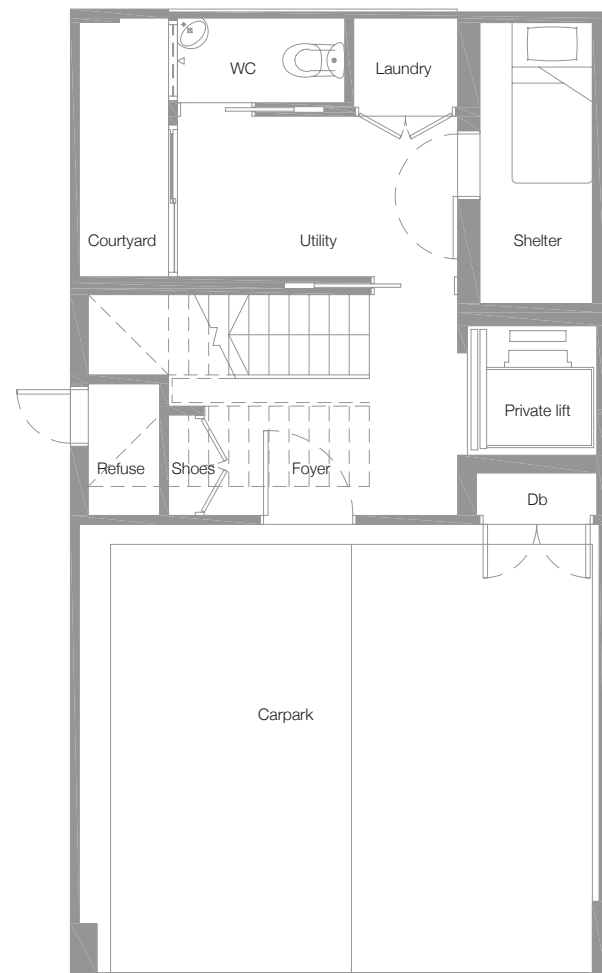 WC
Laundry
Courtyard
Utility
Shelter
Private lift
Refuse
Shoes
Foyer
Db
Carpark